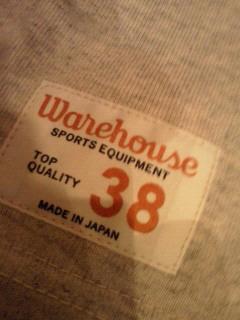 Warehouse
SPORTS EQUIPMENT
TOP
QUALITY
38
MADE IN JAPAN